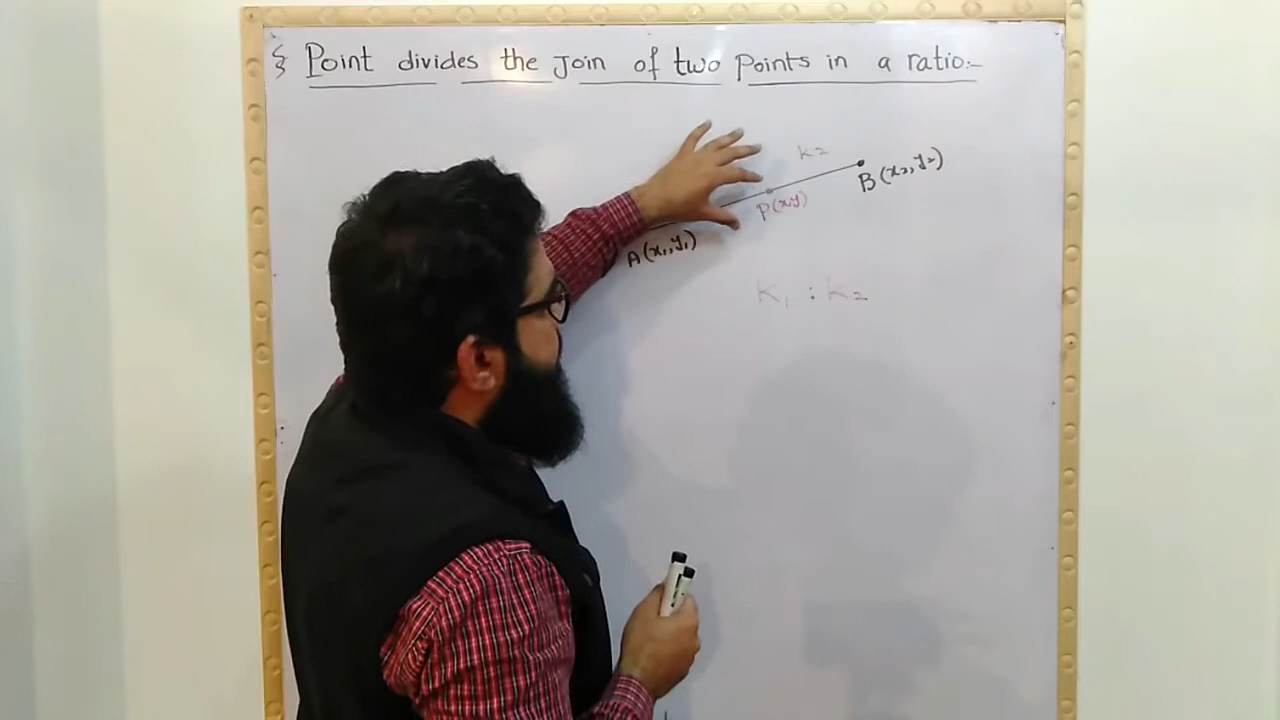 § Point divides the Join of two Points in a ratio:-
k₂
B(x₂,y₂)
P(x,y)
A(x₁,y₁)
K₁ : k₂